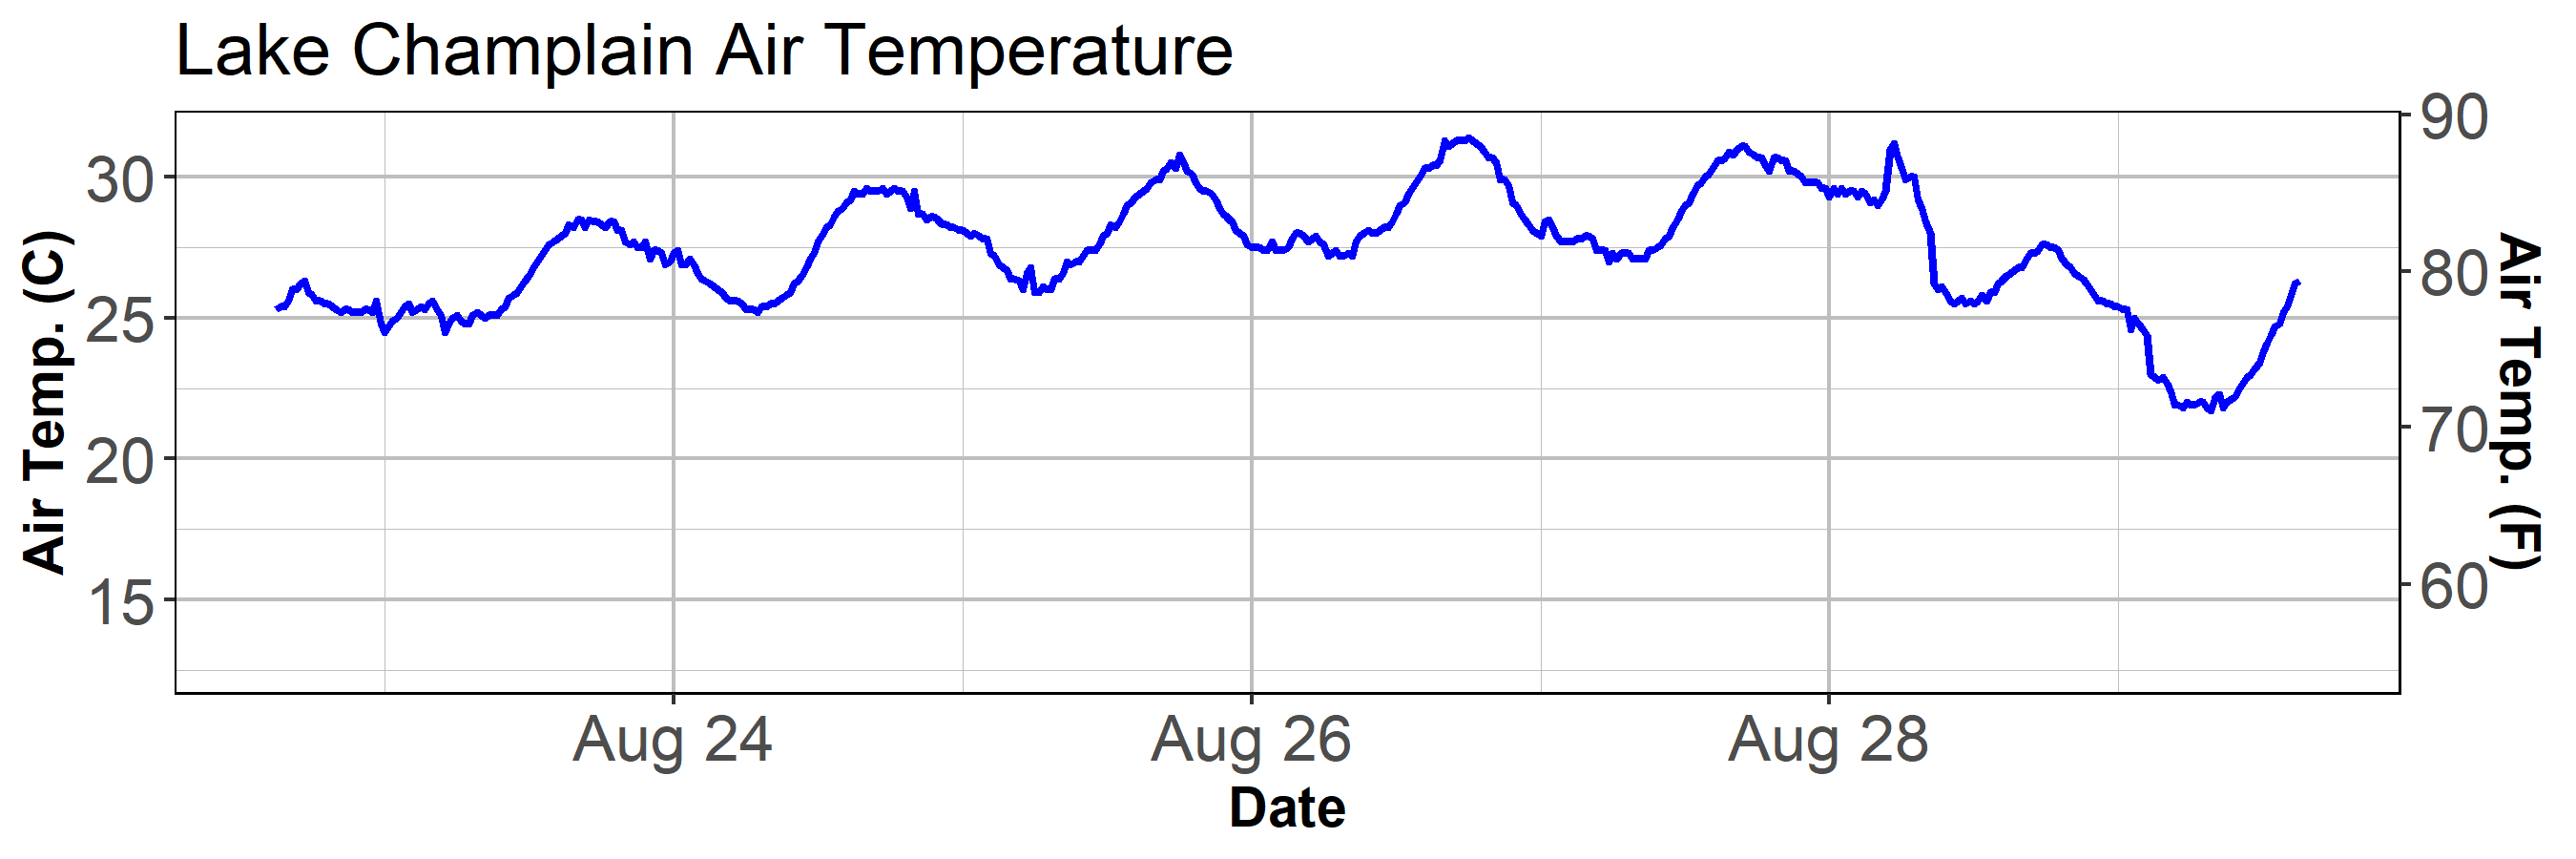 Lake Champlain Air Temperature
Air Temp. (C)
30
25
20
15
90
80
70
60
Air Temp. (F)
Aug 24
Aug 26
Aug 28
Date